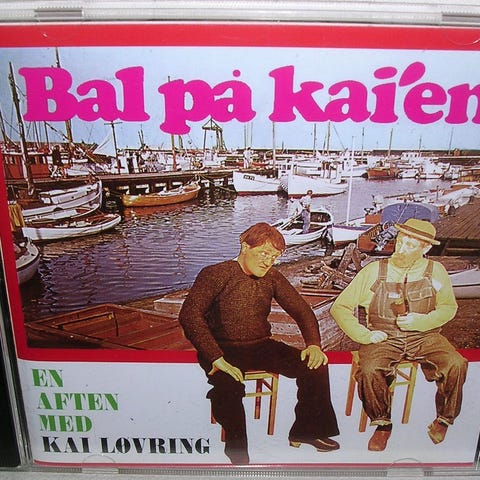 Bal på kai'en
EN
AFTEN
MED
KAI LØVRING